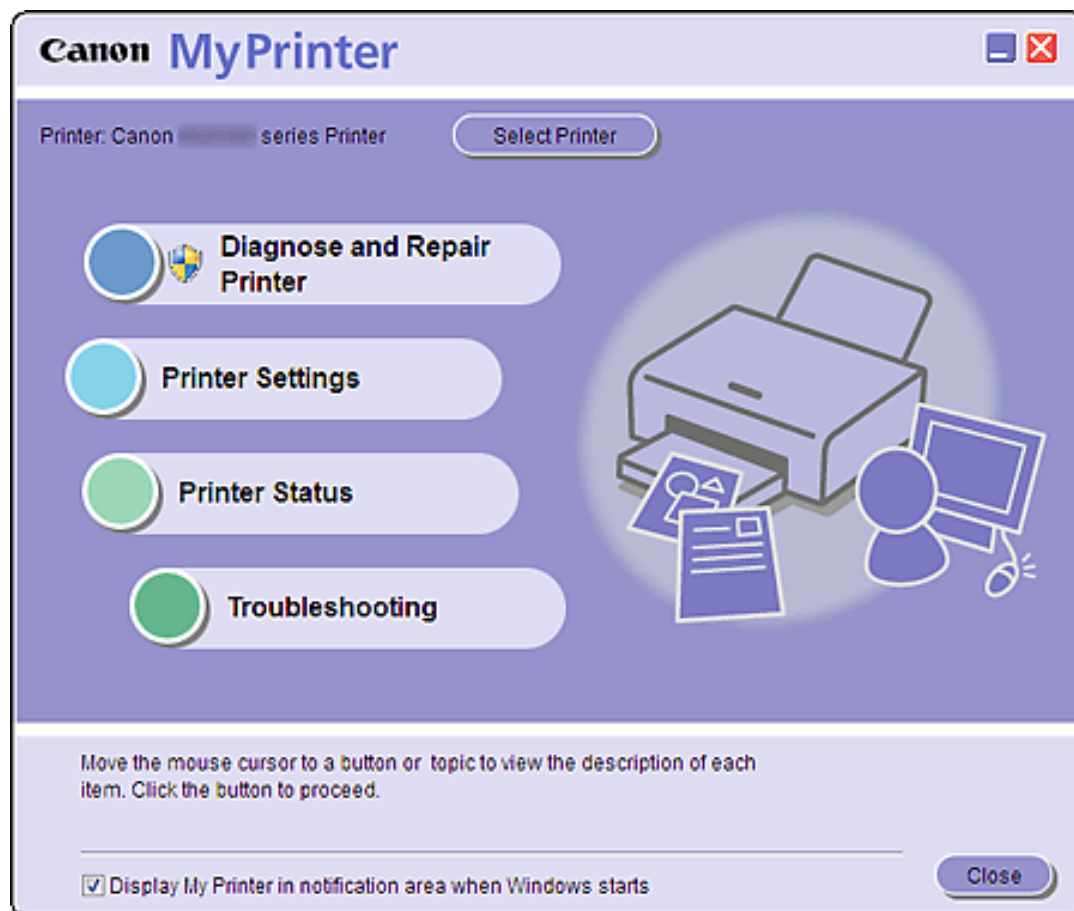 Canon MyPrinter
Printer: Canon series Printer
Select Printer
Diagnose and Repair
Printer
Printer Settings
Printer Status
Troubleshooting
Move the mouse cursor to a button or topic to view the description of each
item. Click the button to proceed.
Display My Printer in notification area when Windows starts
Close